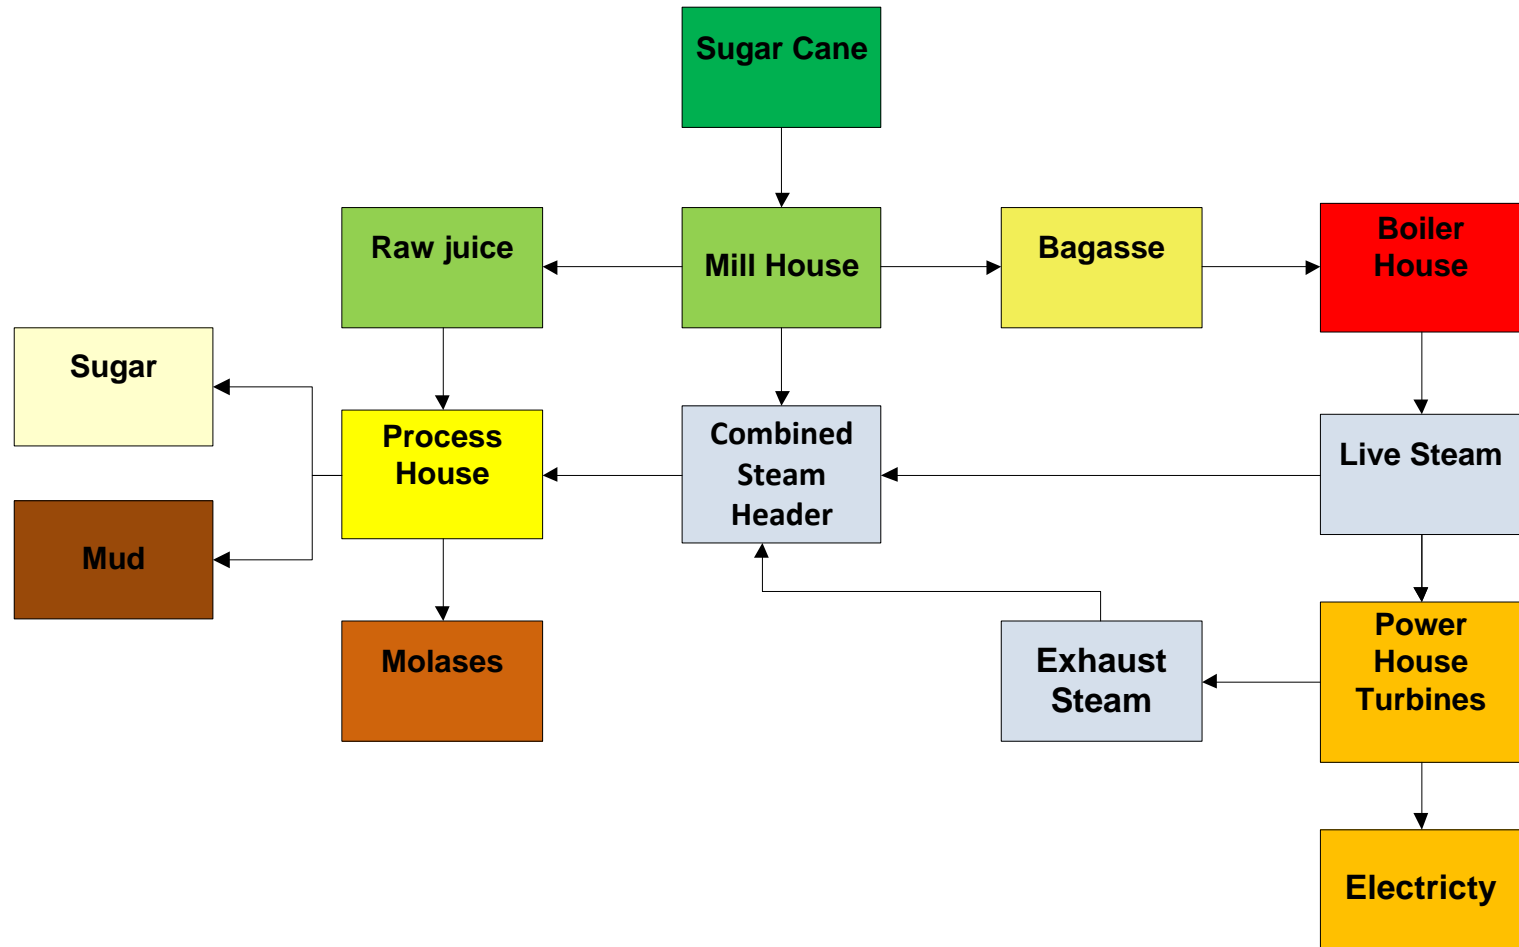 Sugar Cane
Raw juice
Mill House
Bagasse
Boiler
House
Sugar
Process
House
Combined
Steam
Header
Live Steam
Mud
Molases
Exhaust
Steam
Power
House
Turbines
Electricty